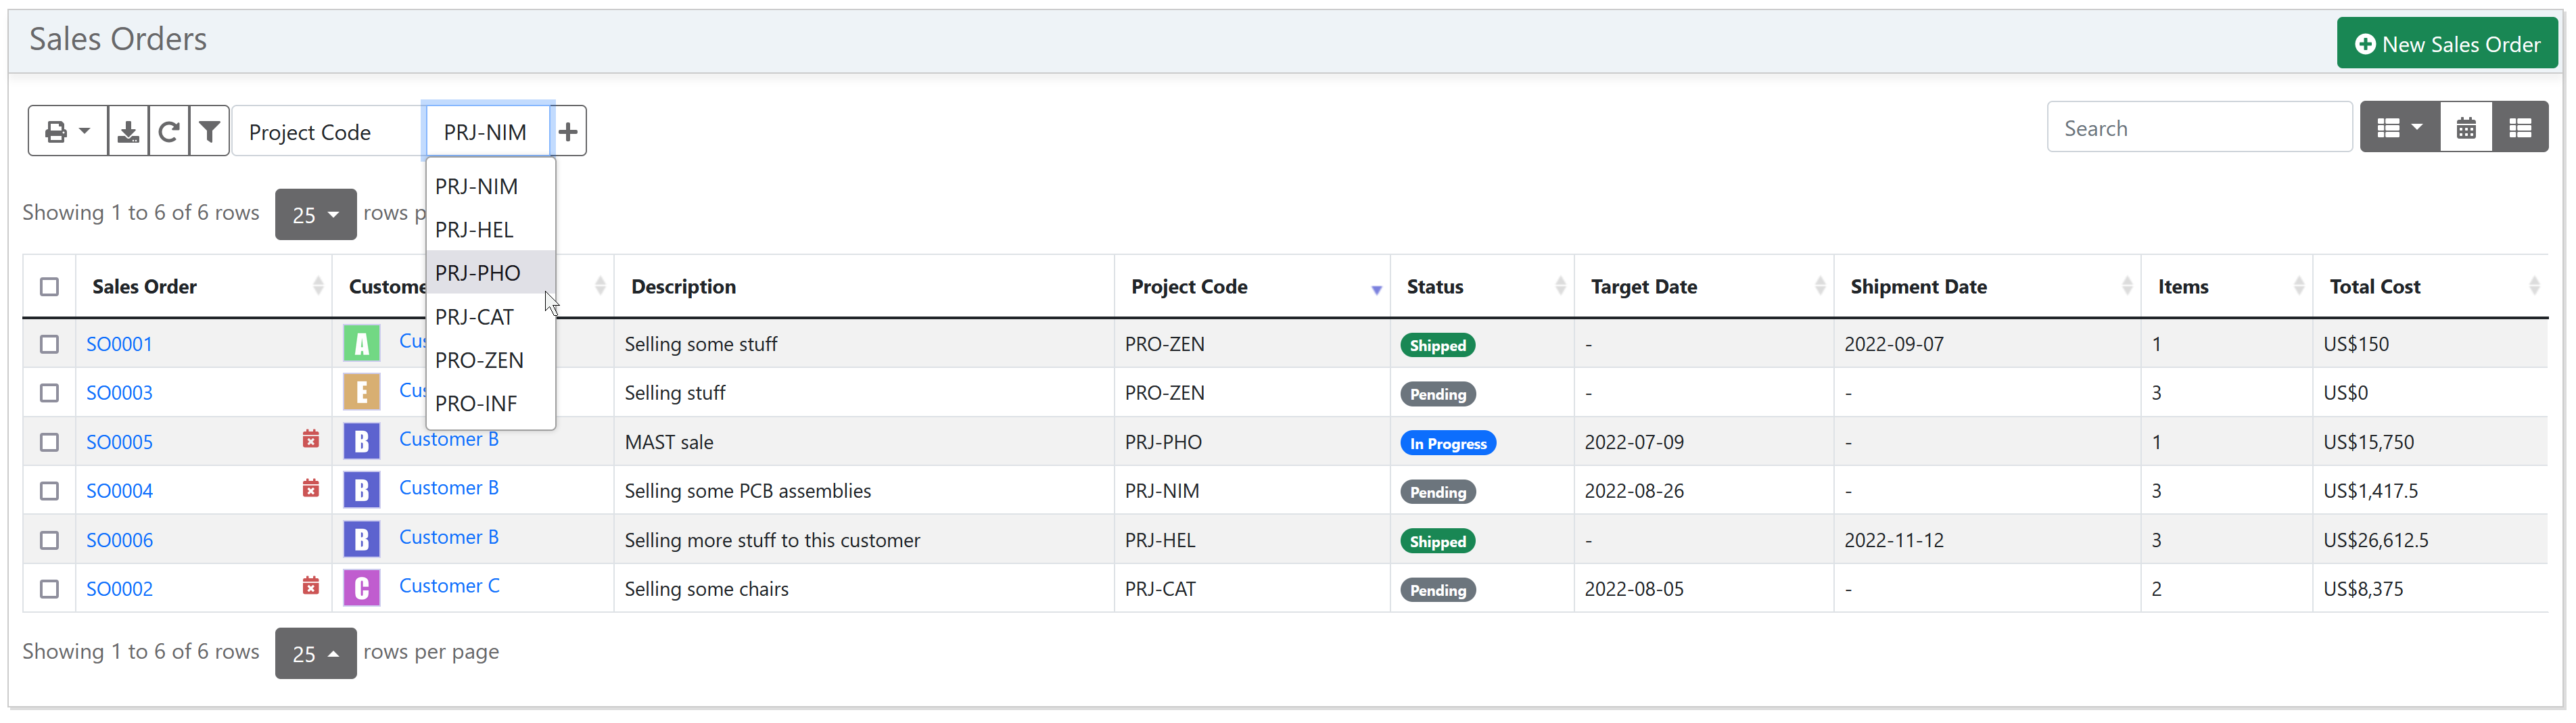 Sales Orders
New Sales Order
Project Code PRJ-NIM
Search
PRJ-NIM
PRJ-HEL
PRJ-PHO
PRJ-CAT
PRO-ZEN
PRO-INF
Showing 1 to 6 of 6 rows 25 rows p
Sales Order Custome Description Project Code Status Target Date Shipment Date Items Total Cost
SO0001 A Cus Selling some stuff PRO-ZEN Shipped - 2022-09-07 1 US$150
SO0003 E Cus Selling stuff PRO-ZEN Pending - - 3 US$0
SO0005 B Customer B MAST sale PRJ-PHO In Progress 2022-07-09 - 1 US$15,750
SO0004 B Customer B Selling some PCB assemblies PRJ-NIM Pending 2022-08-26 - 3 US$1,417.5
SO0006 B Customer B Selling more stuff to this customer PRJ-HEL Shipped - 2022-11-12 3 US$26,612.5
SO0002 C Customer C Selling some chairs PRJ-CAT Pending 2022-08-05 - 2 US$8,375
Showing 1 to 6 of 6 rows 25 rows per page